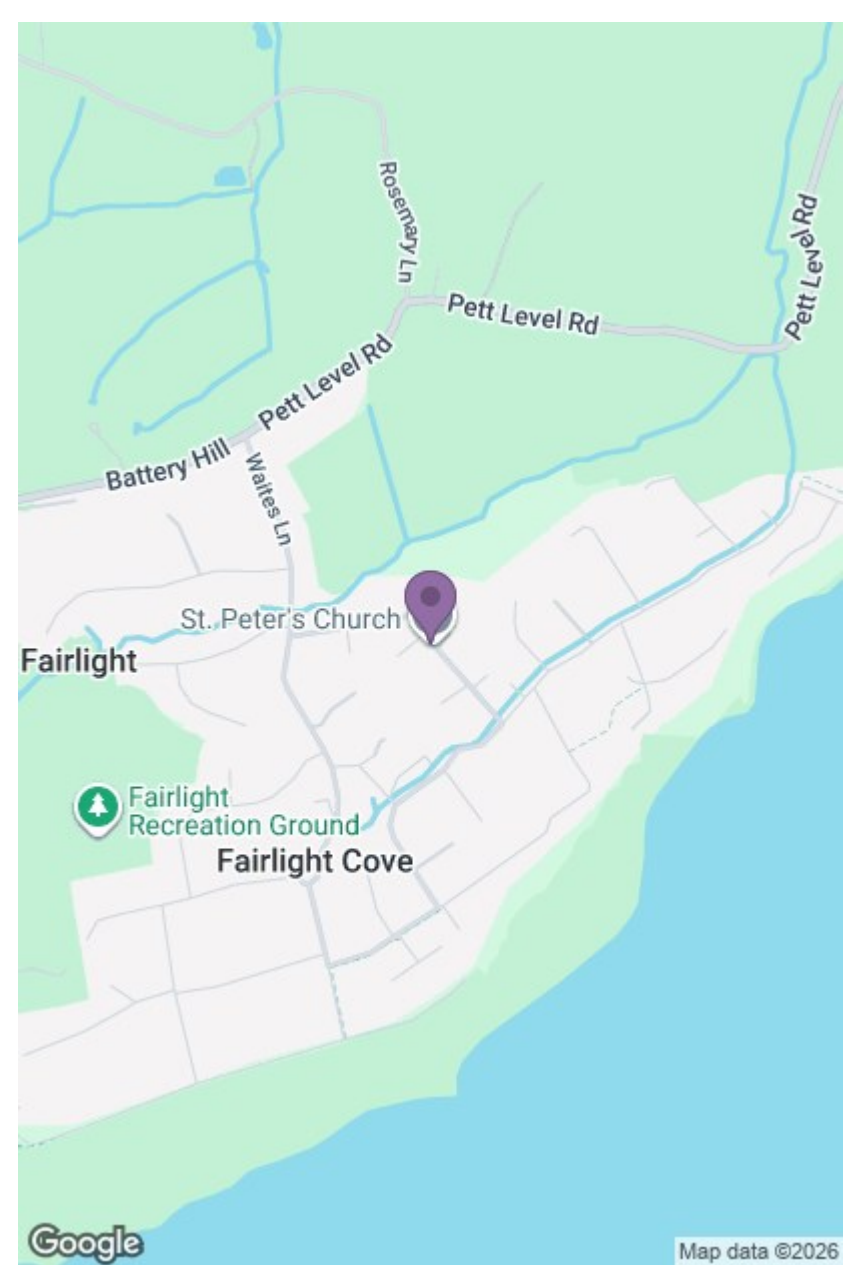 Rosemary Ln
Pett Level Rd
Pett Level Rd
Pett Level Rd
Battery Hill
Waites Ln
St. Peter's Church
Fairlight
Fairlight
Recreation Ground
Fairlight Cove
Google
Map data ©2026